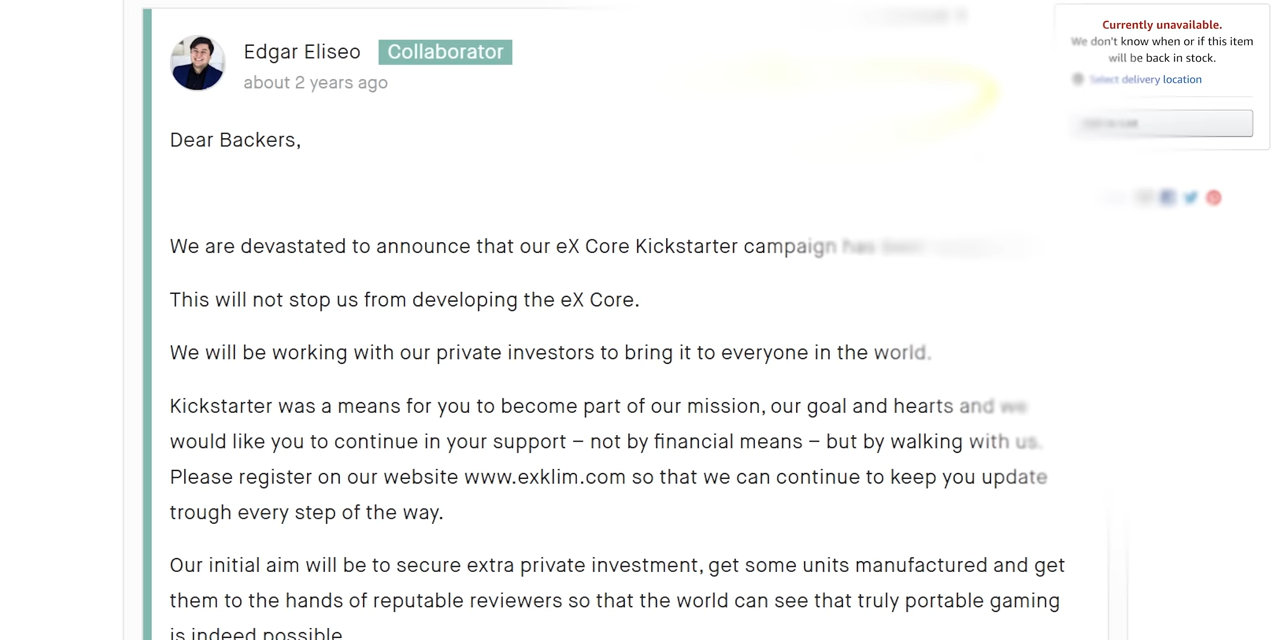 Edgar Eliseo Collaborator
about 2 years ago
Dear Backers,
We are devastated to announce that our eX Core Kickstarter campaign has been
This will not stop us from developing the eX Core.
We will be working with our private investors to bring it to everyone in the world.
Kickstarter was a means for you to become part of our mission, our goal and hearts and we
would like you to continue in your support – not by financial means – but by walking with us.
Please register on our website www.exklim.com so that we can continue to keep you update
trough every step of the way.
Our initial aim will be to secure extra private investment, get some units manufactured and get
them to the hands of reputable reviewers so that the world can see that truly portable gaming
is indeed possible
Currently unavailable.
We don't know when or if this item
will be back in stock.
Select delivery location